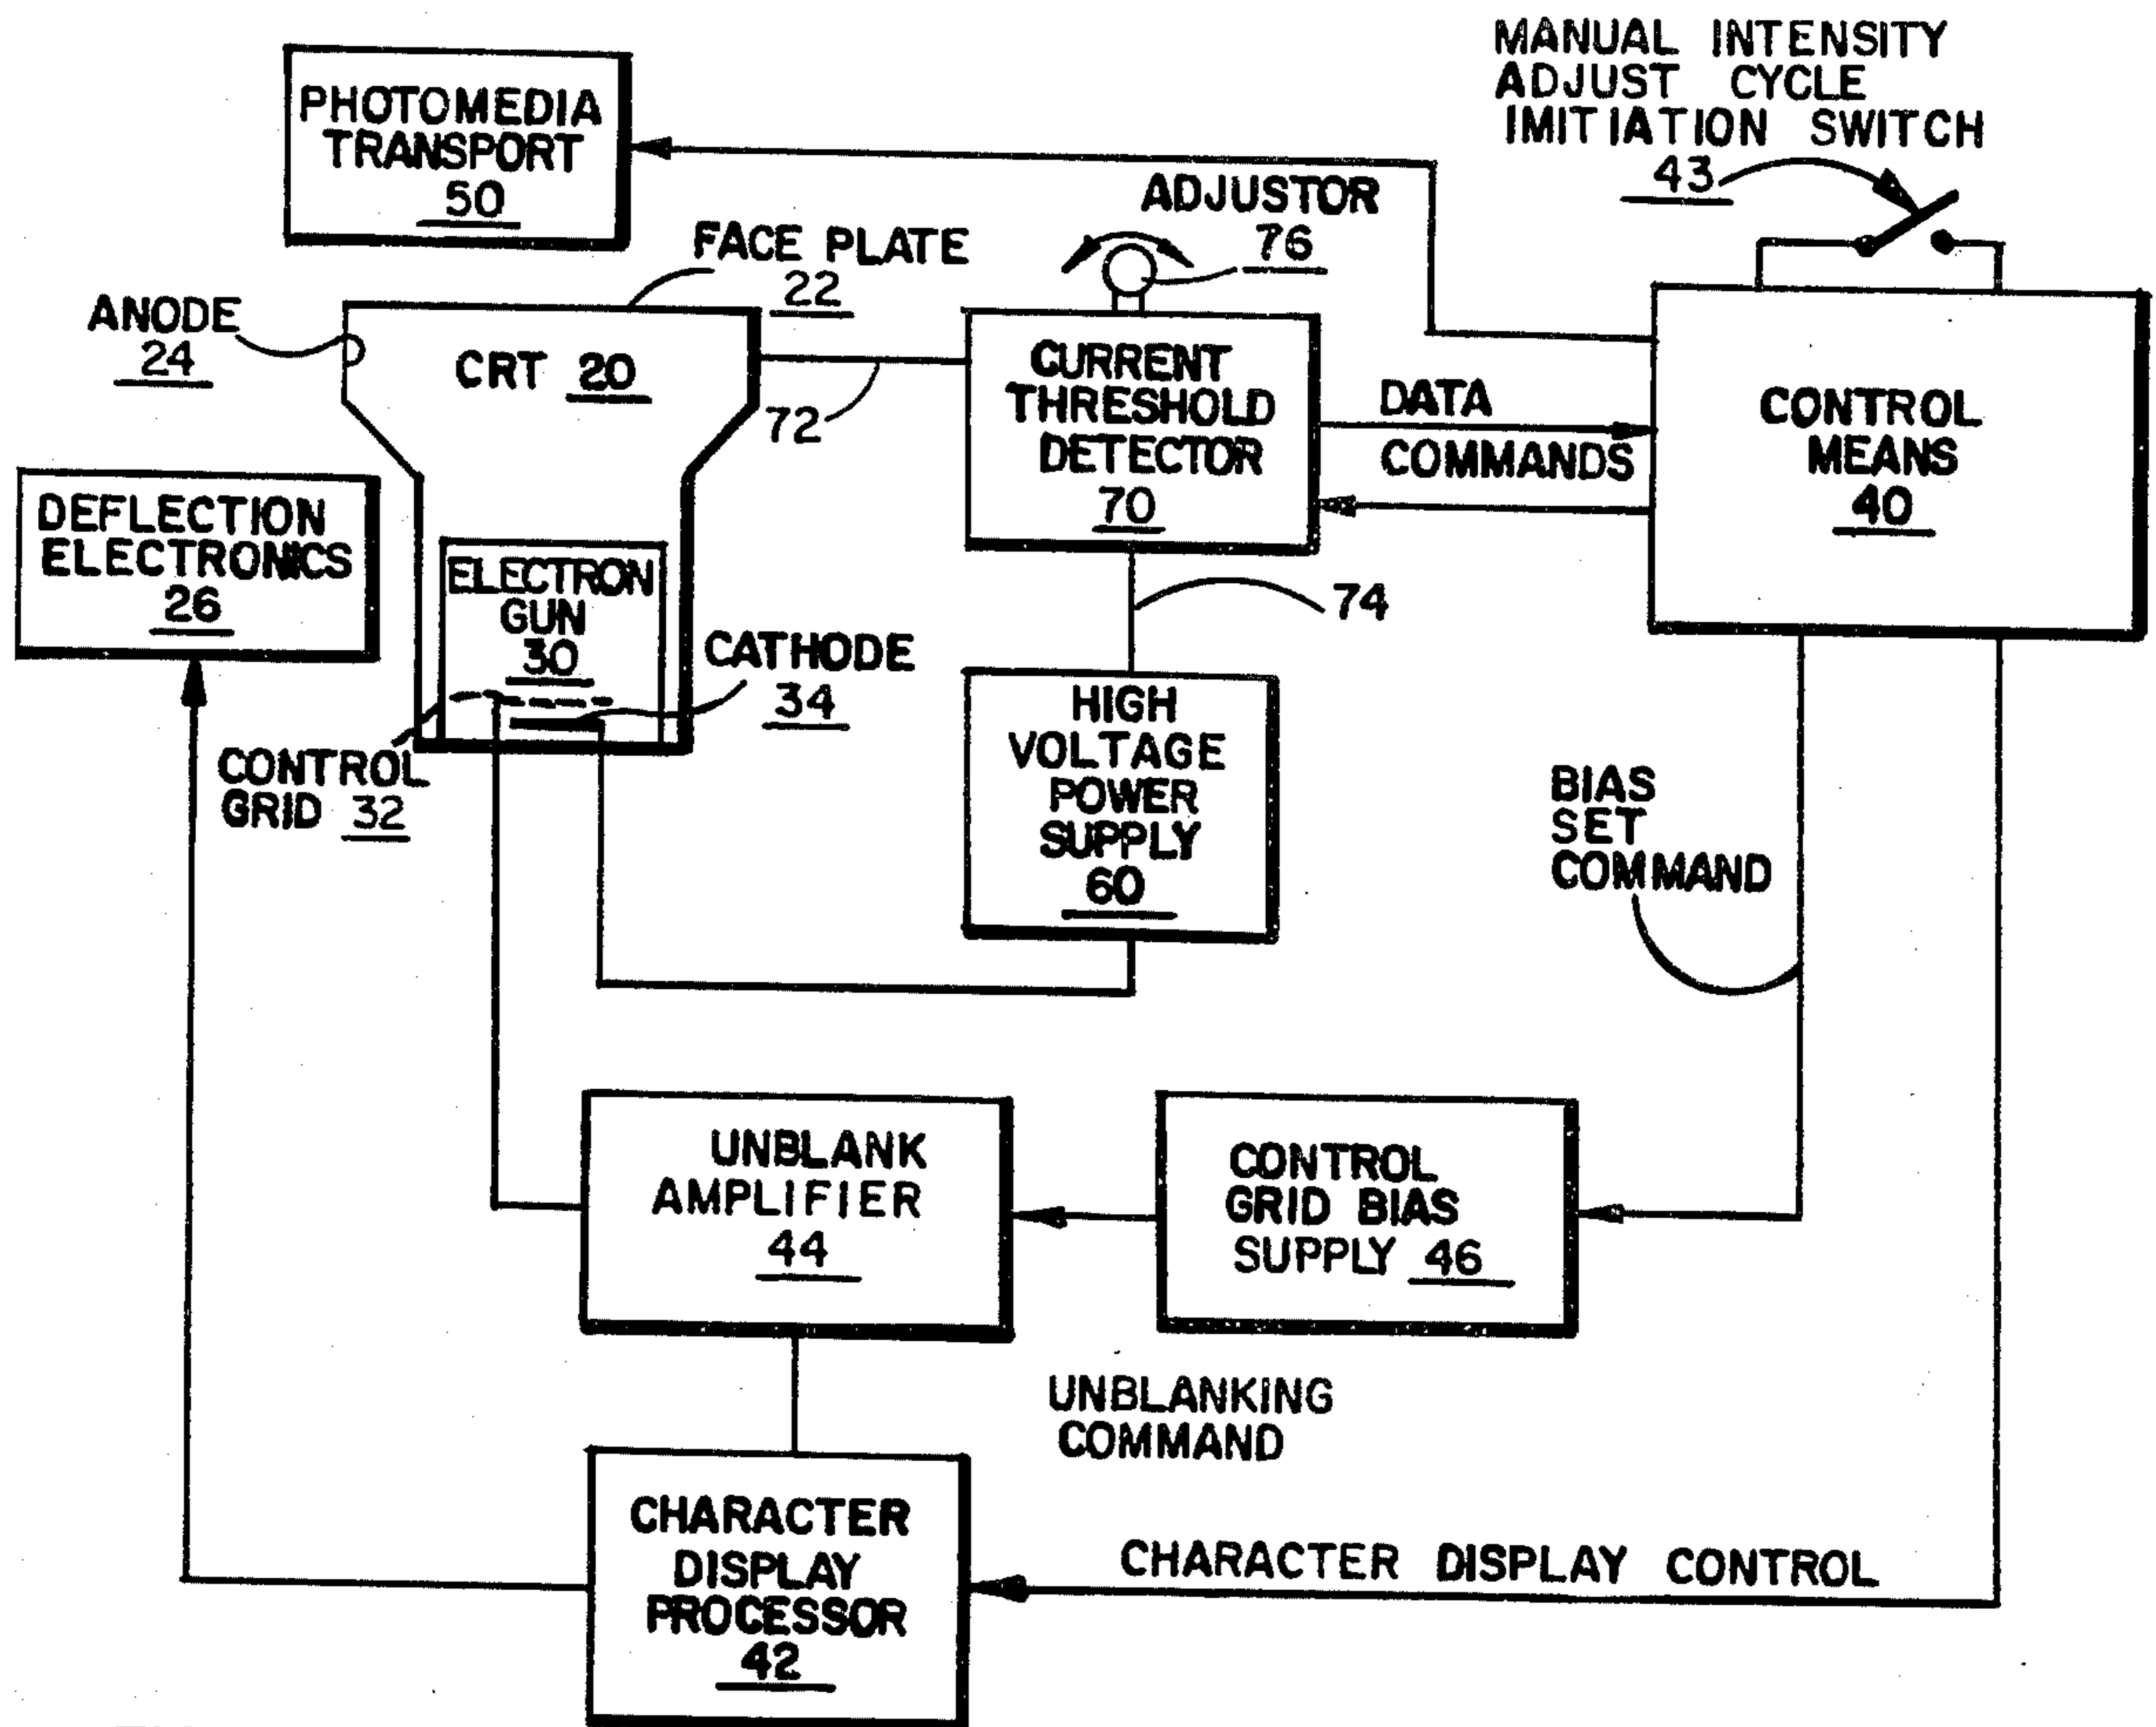 MANUAL INTENSITY
ADJUST CYCLE
IMITIATION SWITCH
43
PHOTOMEDIA
TRANSPORT
50
ADJUSTOR
76
FACE PLATE
22
ANODE
24
CRT 20
72
CURRENT
THRESHOLD
DETECTOR
70
DATA
COMMANDS
CONTROL
MEANS
40
DEFLECTION
ELECTRONICS
26
ELECTRON
GUN
30
CATHODE
34
74
CONTROL
GRID 32
HIGH
VOLTAGE
POWER
SUPPLY
60
BIAS
SET
COMMAND
UNBLANK
AMPLIFIER
44
CONTROL
GRID BIAS
SUPPLY 46
UNBLANKING
COMMAND
CHARACTER
DISPLAY
PROCESSOR
42
CHARACTER DISPLAY CONTROL